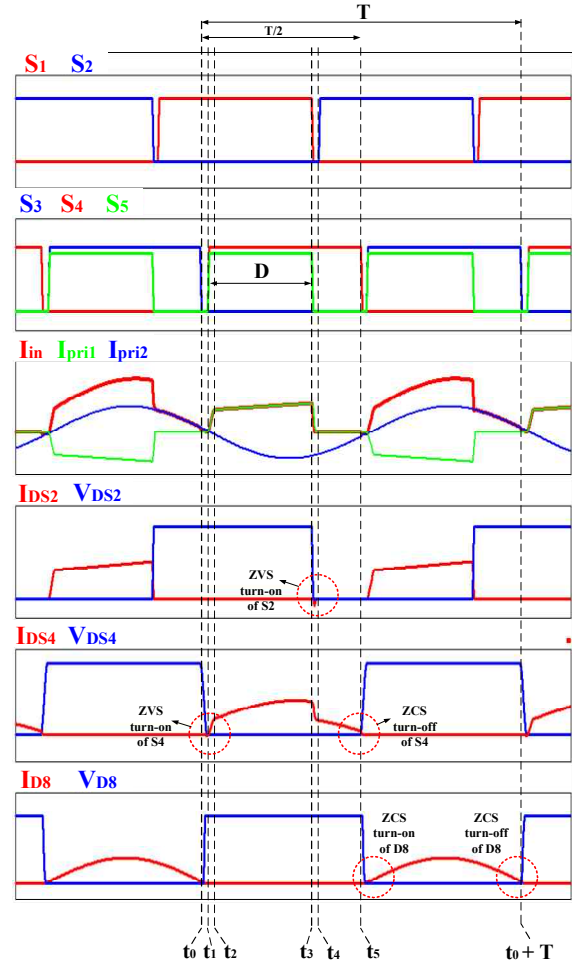 T
T/2
S1 S2
S3 S4 S5
D
Iin Ipri1 Ipri2
IDS2 VDS2
ZVS
turn-on
of S2
IDS4 VDS4
ZVS
turn-on
of S4
ZCS
turn-off
of S4
ID8 VD8
ZCS
turn-on
of D8
ZCS
turn-off
of D8
t0 t1 t2 t3 t4 t5 t0 + T